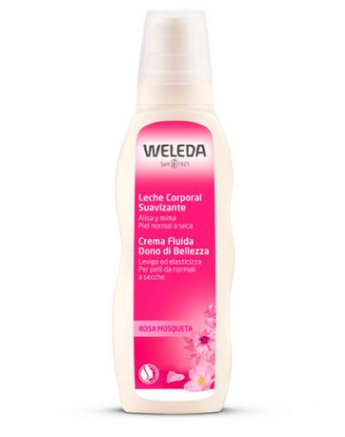 WELEDA
Seit 1921
Leche Corporal
Suavizante
Alisa y mima
Piel normal a seca
Crema Fluida
Dono di Bellezza
Leviga ed elasticizza
Per pelli da normali
a secche
ROSA MOSQUETA